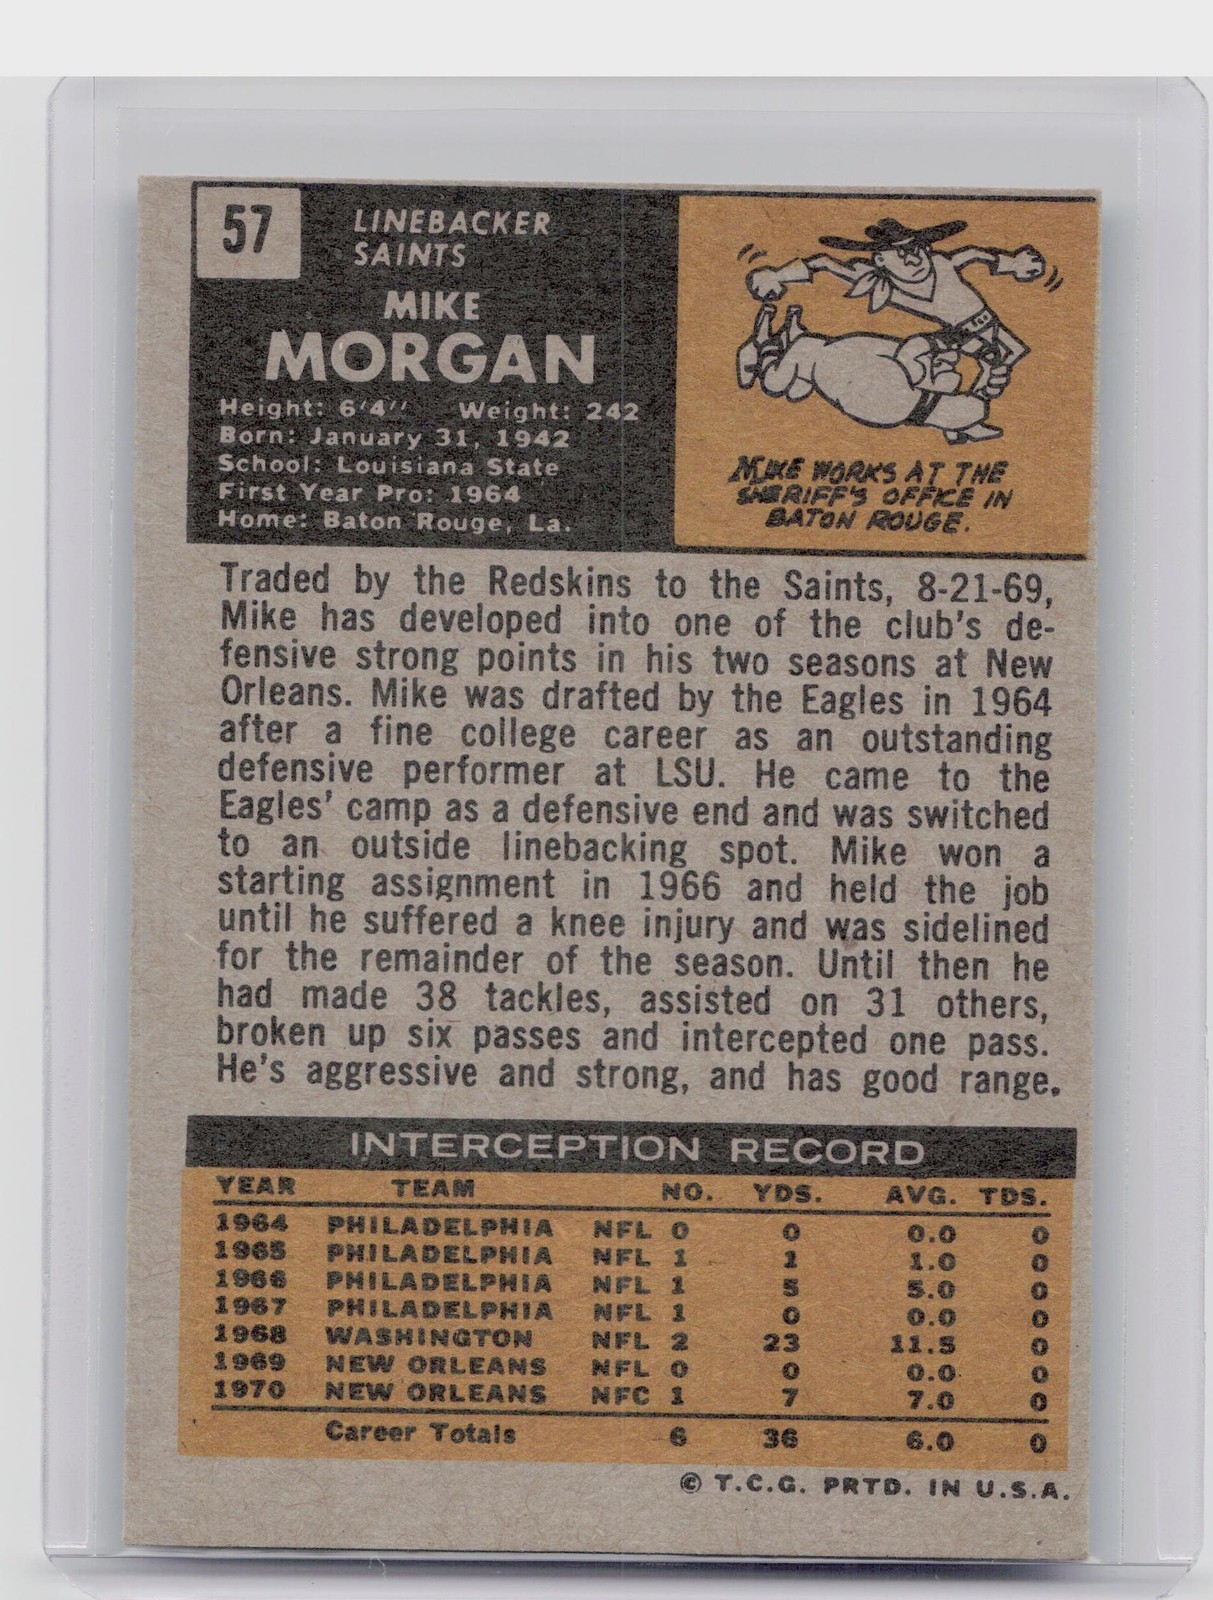 57
LINEBACKER
SAINTS
MIKE
MORGAN
Height: 6'4'' Weight: 242
Born: January 31, 1942
School: Louisiana State
First Year Pro: 1964
Home: Baton Rouge, La.
MIKE WORKS AT THE
SHERIFF'S OFFICE IN
BATON ROUGE.
Traded by the Redskins to the Saints, 8-21-69,
Mike has developed into one of the club's de-
fensive strong points in his two seasons at New
Orleans. Mike was drafted by the Eagles in 1964
after a fine college career as an outstanding
defensive performer at LSU. He came to the
Eagles' camp as a defensive end and was switched
to an outside linebacking spot. Mike won a
starting assignment in 1966 and held the job
until he suffered a knee injury and was sidelined
for the remainder of the season. Until then he
had made 38 tackles, assisted on 31 others,
broken up six passes and intercepted one pass.
He's aggressive and strong, and has good range.
INTERCEPTION RECORD
YEAR TEAM NO. YDS. AVG. TDS.
1964 PHILADELPHIA NFL 0 0 0.0 0
1965 PHILADELPHIA NFL 1 1 1.0 0
1966 PHILADELPHIA NFL 1 5 5.0 0
1967 PHILADELPHIA NFL 1 0 0.0 0
1968 WASHINGTON NFL 2 23 11.5 0
1969 NEW ORLEANS NFL 0 0 0.0 0
1970 NEW ORLEANS NFC 1 7 7.0 0
Career Totals 6 36 6.0 0
© T.C.G. PRTD. IN U.S.A.